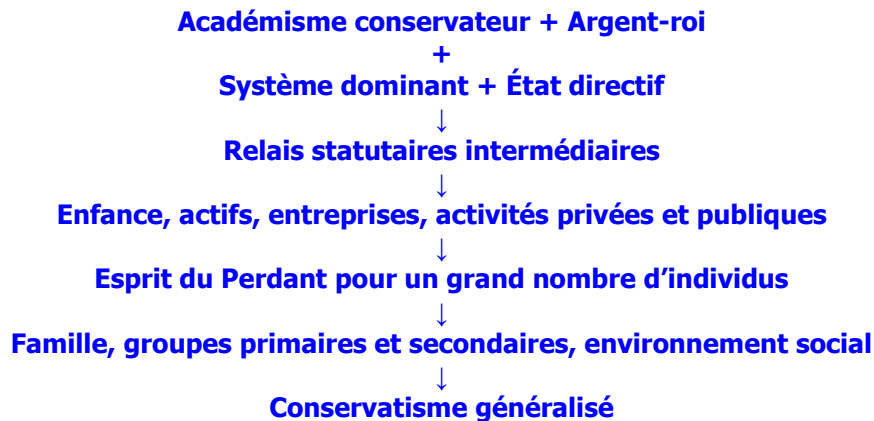 Académisme conservateur + Argent-roi
+
Système dominant + État directif
↓
Relais statutaires intermédiaires
↓
Enfance, actifs, entreprises, activités privées et publiques
↓
Esprit du Perdant pour un grand nombre d’individus
↓
Famille, groupes primaires et secondaires, environnement social
↓
Conservatisme généralisé